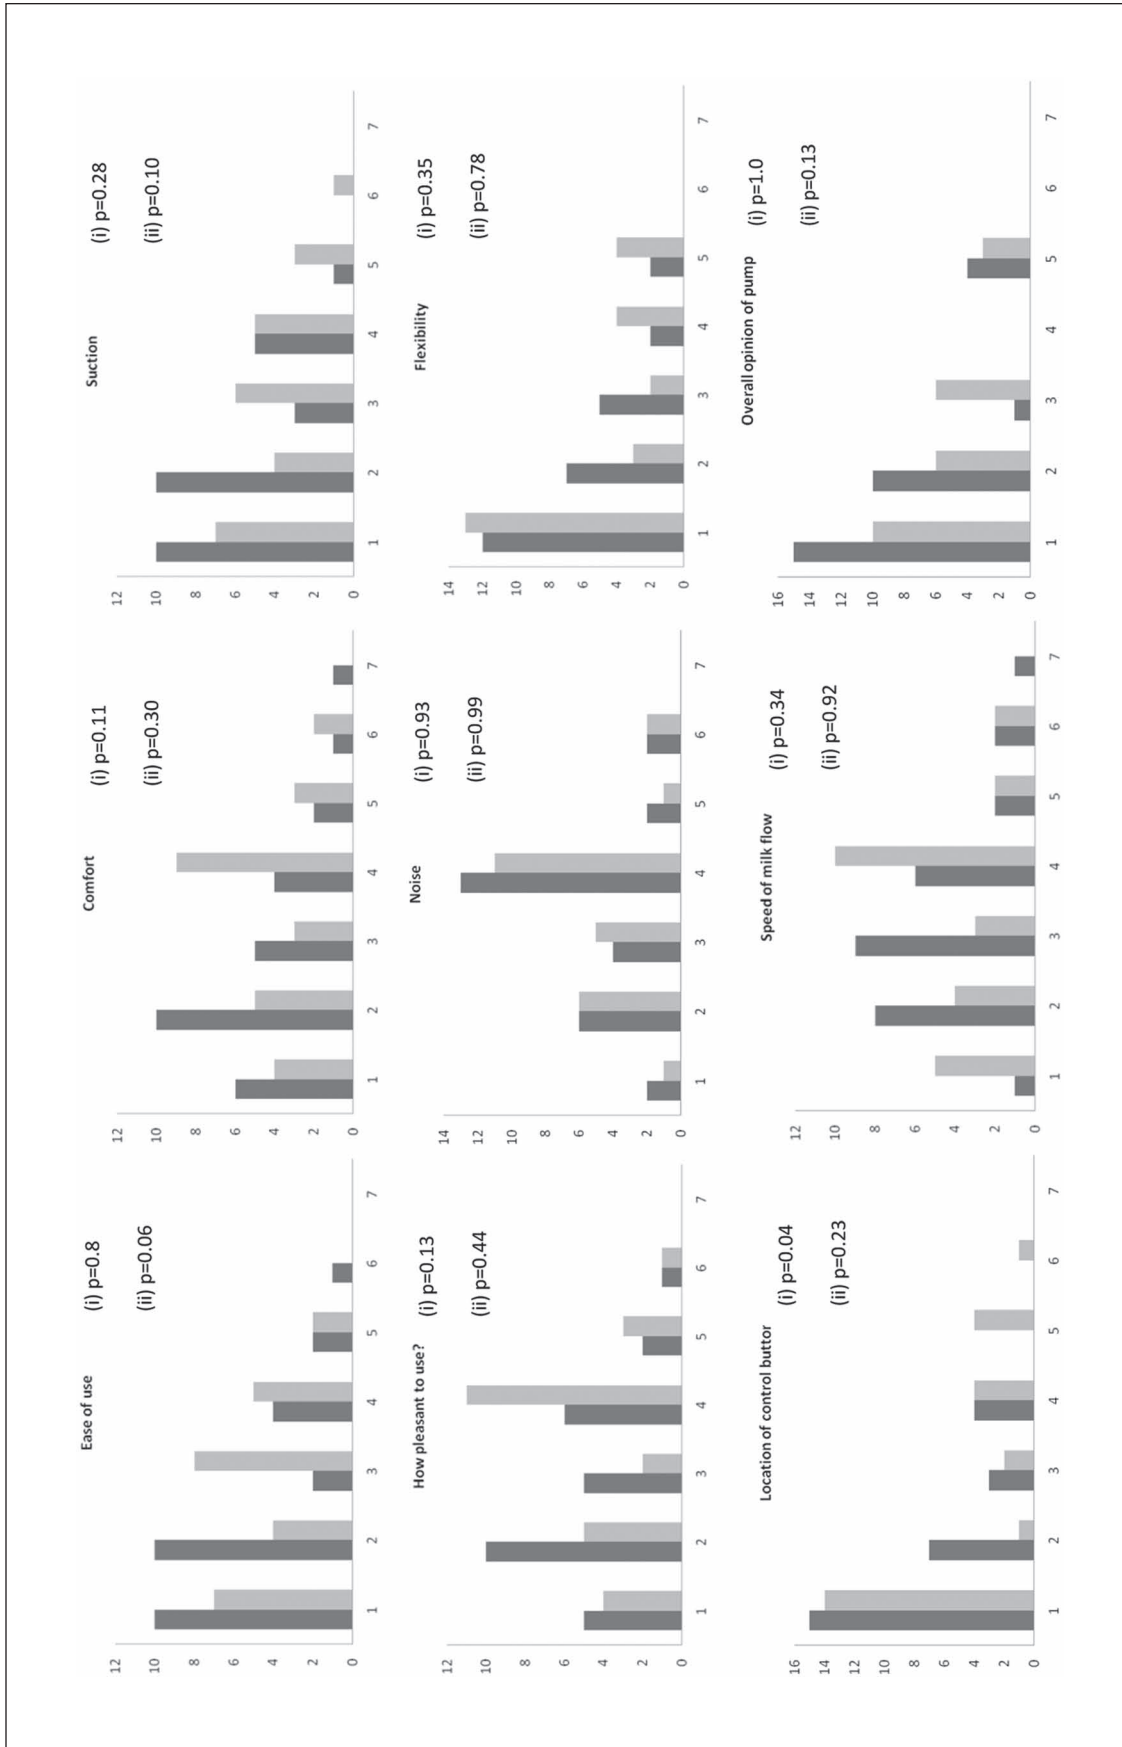 Ease of use
(i) p=0.8
(ii) p=0.06
12
10
8
6
4
2
0
1 2 3 4 5 6 7
Comfort
(i) p=0.11
(ii) p=0.30
12
10
8
6
4
2
0
1 2 3 4 5 6 7
Suction
(i) p=0.28
(ii) p=0.10
12
10
8
6
4
2
0
1 2 3 4 5 6 7
How pleasant to use?
(i) p=0.13
(ii) p=0.44
12
10
8
6
4
2
0
1 2 3 4 5 6 7
Noise
(i) p=0.93
(ii) p=0.99
14
12
10
8
6
4
2
0
1 2 3 4 5 6 7
Flexibility
(i) p=0.35
(ii) p=0.78
14
12
10
8
6
4
2
0
1 2 3 4 5 6 7
Location of control buttor
(i) p=0.04
(ii) p=0.23
16
14
12
10
8
6
4
2
0
1 2 3 4 5 6 7
Speed of milk flow
(i) p=0.34
(ii) p=0.92
12
10
8
6
4
2
0
1 2 3 4 5 6 7
Overall opinion of pump
(i) p=1.0
(ii) p=0.13
16
14
12
10
8
6
4
2
0
1 2 3 4 5 6 7